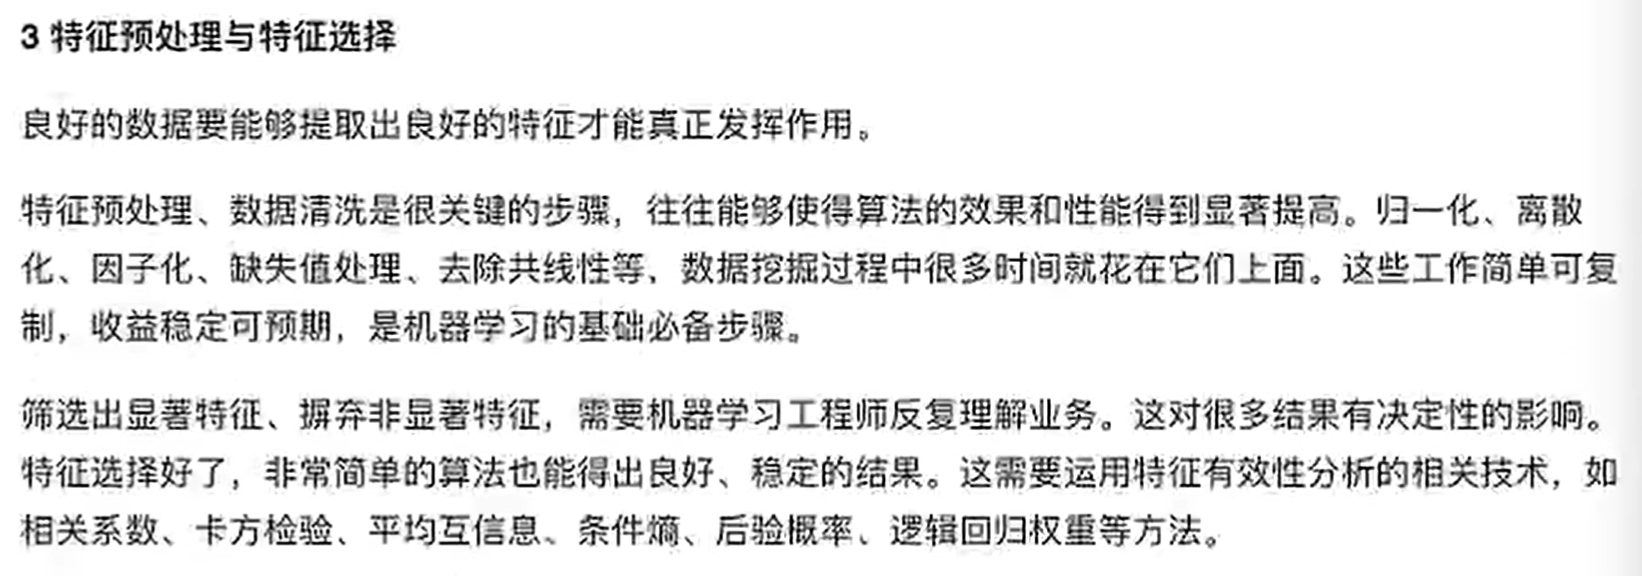 3 特征预处理与特征选择
良好的数据要能够提取出良好的特征才能真正发挥作用。
特征预处理、数据清洗是很关键的步骤，往往能够使得算法的效果和性能得到显著提高。归一化、离散
化、因子化、缺失值处理、去除共线性等，数据挖掘过程中很多时间就花在它们上面。这些工作简单可复
制，收益稳定可预期，是机器学习的基础必备步骤。
筛选出显著特征、摒弃非显著特征，需要机器学习工程师反复理解业务。这对很多结果有决定性的影响。
特征选择好了，非常简单的算法也能得出良好、稳定的结果。这需要运用特征有效性分析的相关技术，如
相关系数、卡方检验、平均互信息、条件熵、后验概率、逻辑回归权重等方法。